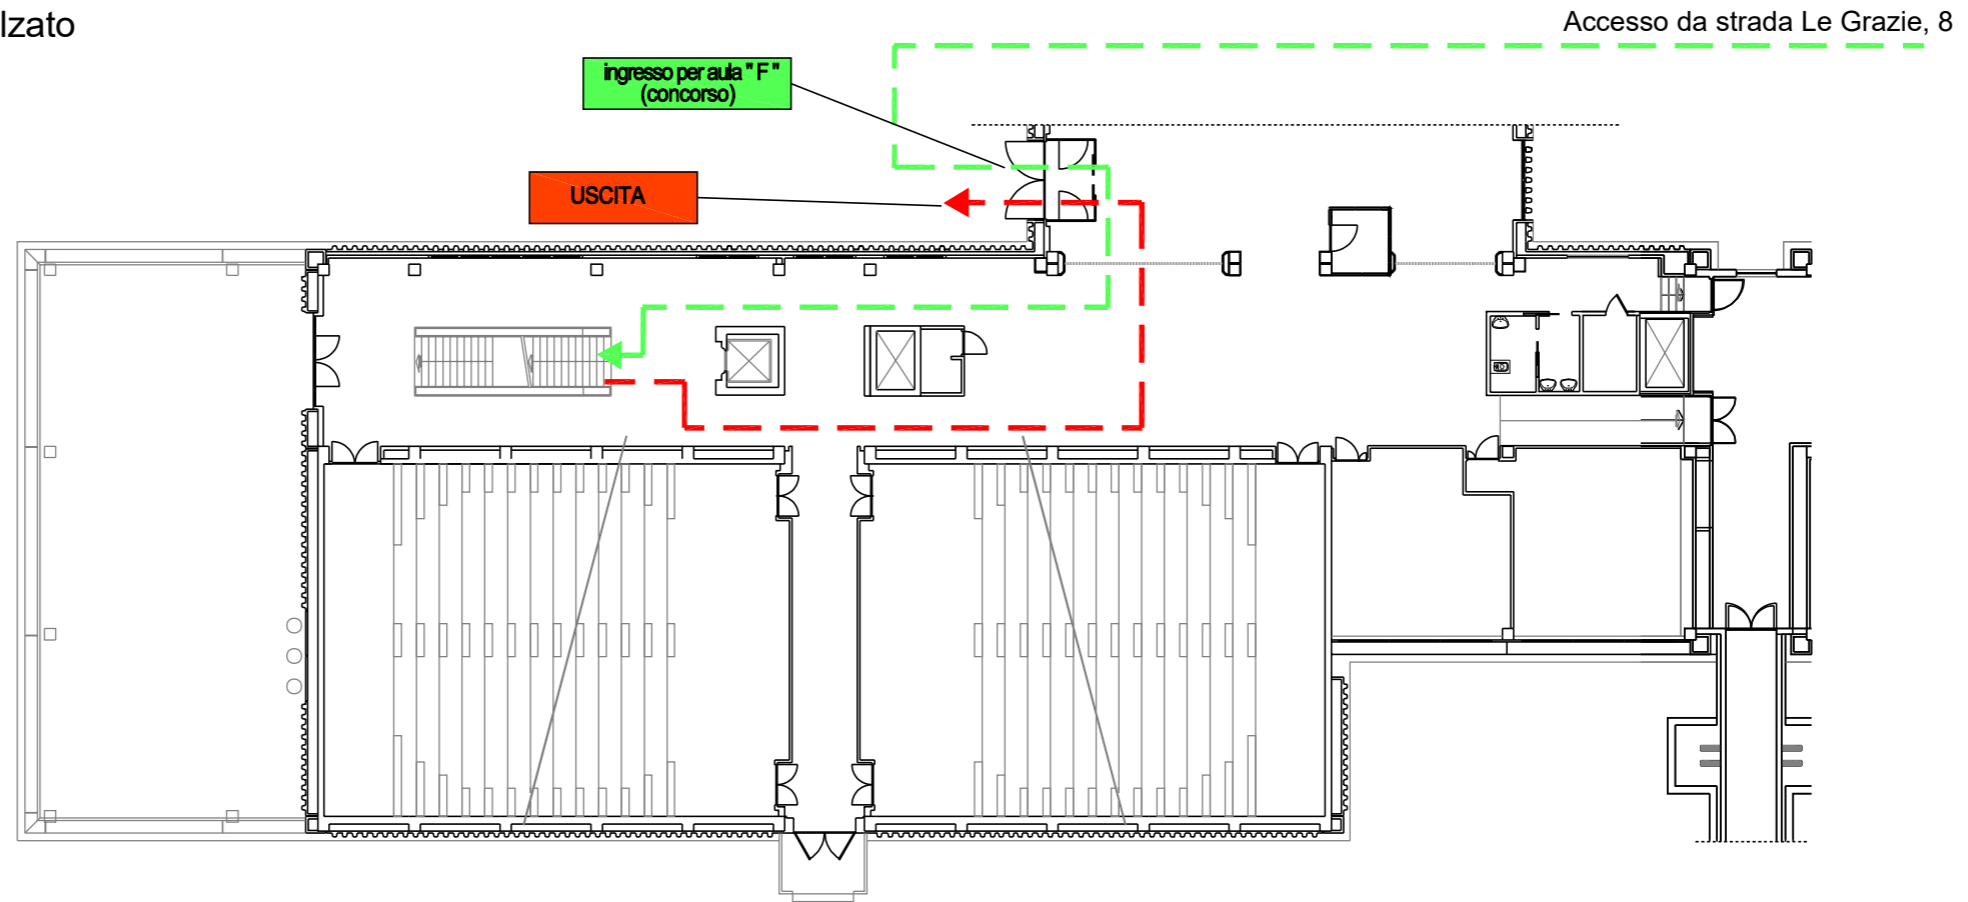 lzato
Accesso da strada Le Grazie, 8
ingresso per aula " F "
(concorso)
USCITA